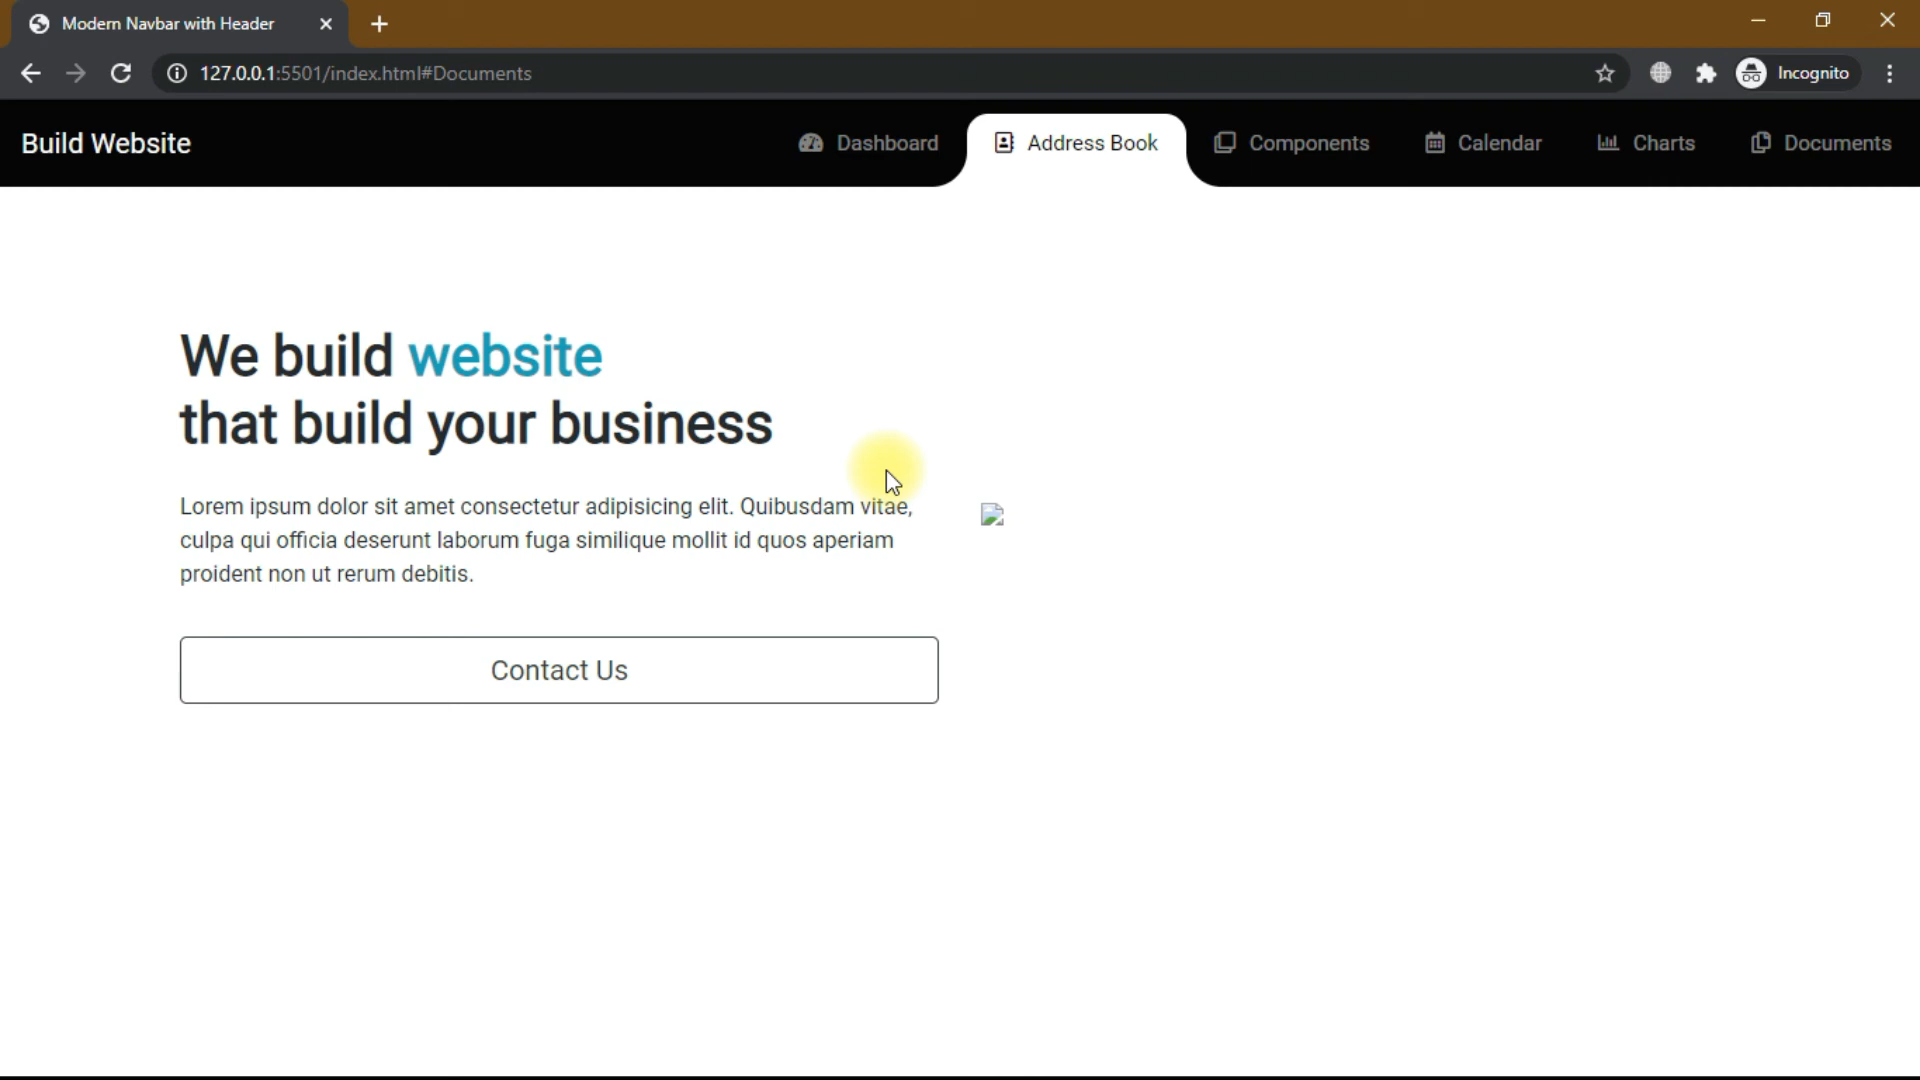 Modern Navbar with Header
127.0.0.1:5501/index.html#Documents
Incognito
Build Website
Dashboard
Address Book
Components
Calendar
Charts
Documents
We build website
that build your business
Lorem ipsum dolor sit amet consectetur adipisicing elit. Quibusdam vitae,
culpa qui officia deserunt laborum fuga similique mollit id quos aperiam
proident non ut rerum debitis.
Contact Us